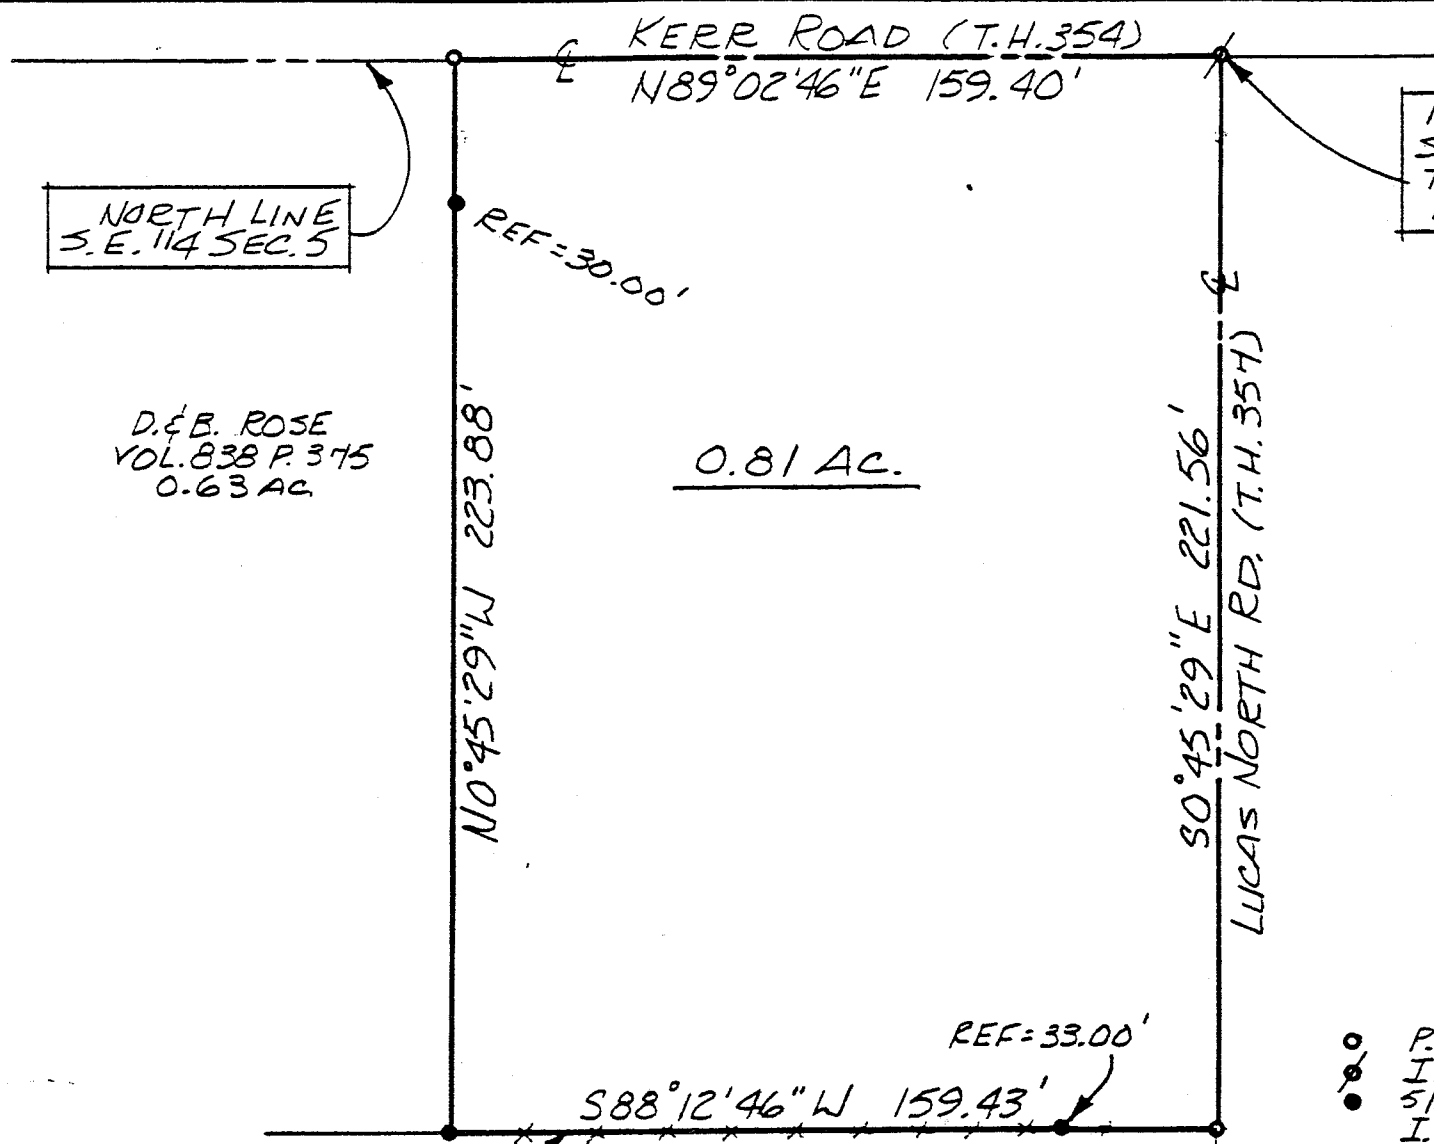 KERR ROAD (T.H.354)
N89°02'46"E 159.40'
NORTH LINE
S.E. 1/4 SEC. 5
REF=30.00'
D.&B. ROSE
VOL.838 P.375
0.63 AC.
N0°45'29"W 223.88'
0.81 AC.
S0°45'29"E 221.56'
LUCAS NORTH RD. (T.H.354)
REF=33.00'
S88°12'46"W 159.43'